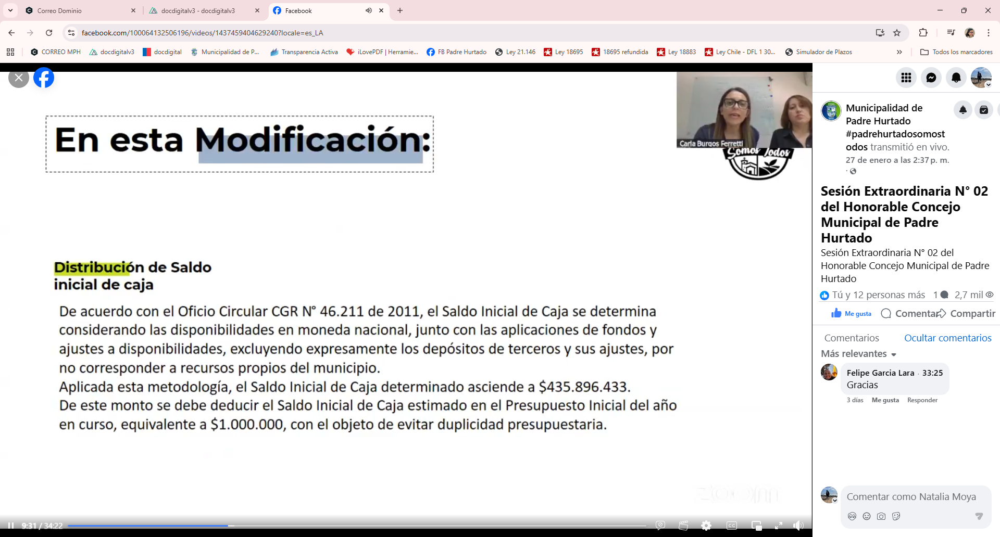 Correo Dominio
docdigitalv3 - docdigitalv3
Facebook
facebook.com/100064132506196/videos/1437459404629240?locale=es_LA
CORREO MPH
docdigitalv3
docdigital
Municipalidad de P...
Transparencia Activa
iLovePDF | Herramie...
FB Padre Hurtado
Ley 21.146
Ley 18695
18695 refundida
Ley 18883
Ley Chile - DFL 1 30...
Simulador de Plazos
Todos los marcadores
En esta Modificación:
Carla Burgos Ferretti
Somos Todos
Distribución de Saldo
inicial de caja
De acuerdo con el Oficio Circular CGR N° 46.211 de 2011, el Saldo Inicial de Caja se determina
considerando las disponibilidades en moneda nacional, junto con las aplicaciones de fondos y
ajustes a disponibilidades, excluyendo expresamente los depósitos de terceros y sus ajustes, por
no corresponder a recursos propios del municipio.
Aplicada esta metodología, el Saldo Inicial de Caja determinado asciende a $435.896.433.
De este monto se debe deducir el Saldo Inicial de Caja estimado en el Presupuesto Inicial del año
en curso, equivalente a $1.000.000, con el objeto de evitar duplicidad presupuestaria.
zoom
9:31 / 34:22
CC
Municipalidad de
Padre Hurtado
#padrehurtadosomost
odos transmitió en vivo.
27 de enero a las 2:37 p. m.
·
Sesión Extraordinaria N° 02
del Honorable Concejo
Municipal de Padre
Hurtado
Sesión Extraordinaria N° 02 del
Honorable Concejo Municipal de Padre
Hurtado
Tú y 12 personas más 1 2,7 mil
Me gusta Comentar Compartir
Comentarios Ocultar comentarios
Más relevantes
Felipe Garcia Lara · 33:25
Gracias
3 días Me gusta Responder
Comentar como Natalia Moya